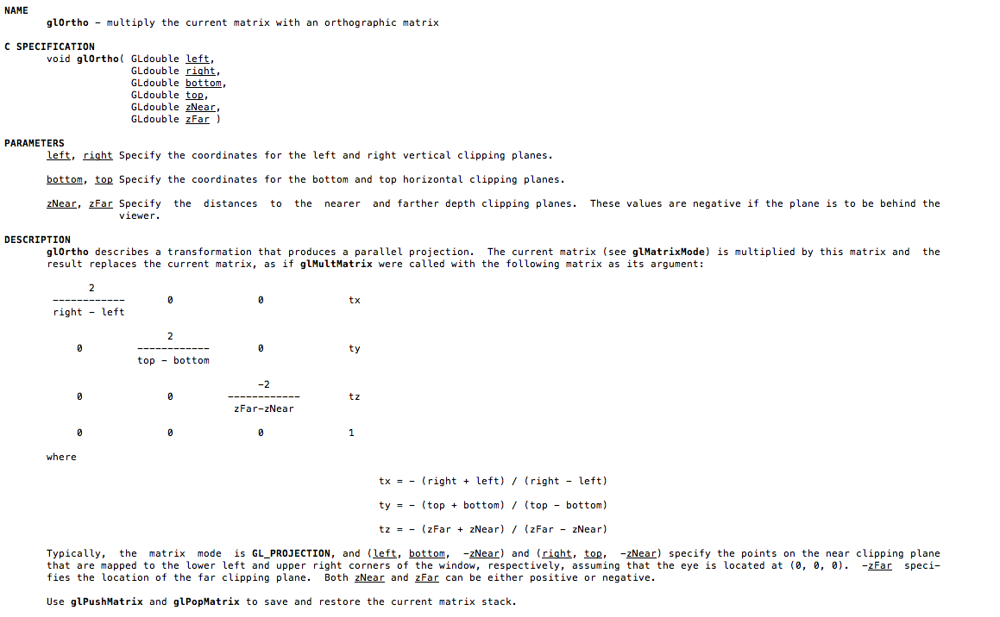 NAME
glOrtho - multiply the current matrix with an orthographic matrix
C SPECIFICATION
void glOrtho( GLdouble left,
GLdouble right,
GLdouble bottom,
GLdouble top,
GLdouble zNear,
GLdouble zFar )
PARAMETERS
left, right Specify the coordinates for the left and right vertical clipping planes.
bottom, top Specify the coordinates for the bottom and top horizontal clipping planes.
zNear, zFar Specify the distances to the nearer and farther depth clipping planes. These values are negative if the plane is to be behind the
viewer.
DESCRIPTION
glOrtho describes a transformation that produces a parallel projection. The current matrix (see glMatrixMode) is multiplied by this matrix and the
result replaces the current matrix, as if glMultMatrix were called with the following matrix as its argument:
2
------------ 0 0 tx
right - left
2
0 ------------ 0 ty
top - bottom
-2
0 0 ------------ tz
zFar-zNear
0 0 0 1
where
tx = - (right + left) / (right - left)
ty = - (top + bottom) / (top - bottom)
tz = - (zFar + zNear) / (zFar - zNear)
Typically, the matrix mode is GL_PROJECTION, and (left, bottom, -zNear) and (right, top, -zNear) specify the points on the near clipping plane
that are mapped to the lower left and upper right corners of the window, respectively, assuming that the eye is located at (0, 0, 0). -zFar speci-
fies the location of the far clipping plane. Both zNear and zFar can be either positive or negative.
Use glPushMatrix and glPopMatrix to save and restore the current matrix stack.